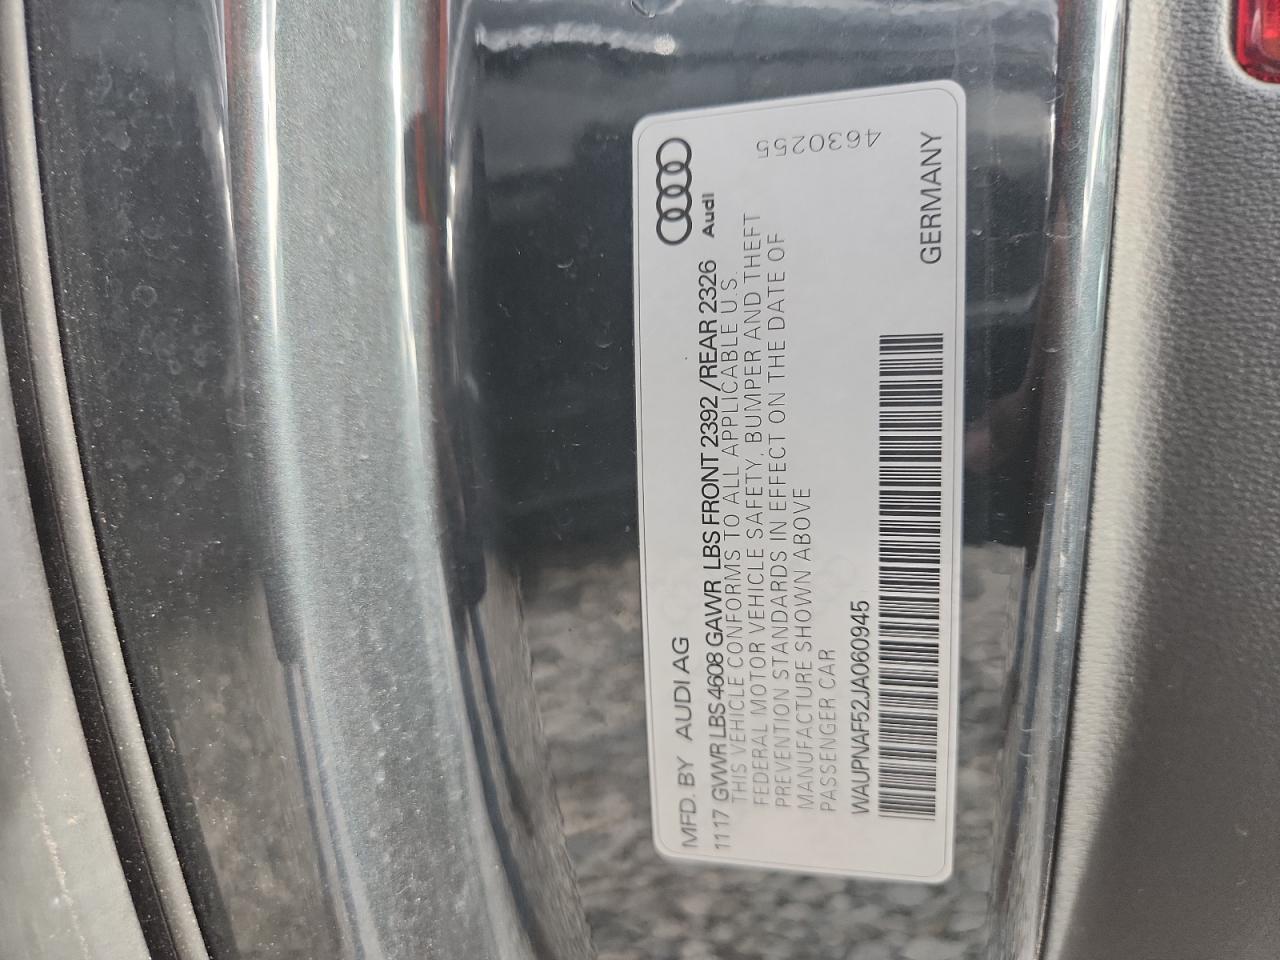 MFD. BY AUDI AG
Audi
11 17 GVWR LBS 4608 GAWR LBS FRONT 2392 /REAR 2326
THIS VEHICLE CONFORMS TO ALL APPLICABLE U.S.
FEDERAL MOTOR VEHICLE SAFETY, BUMPER AND THEFT
PREVENTION STANDARDS IN EFFECT ON THE DATE OF
MANUFACTURE SHOWN ABOVE
PASSENGER CAR
4630255
WAUPNAF52JA060945
GERMANY